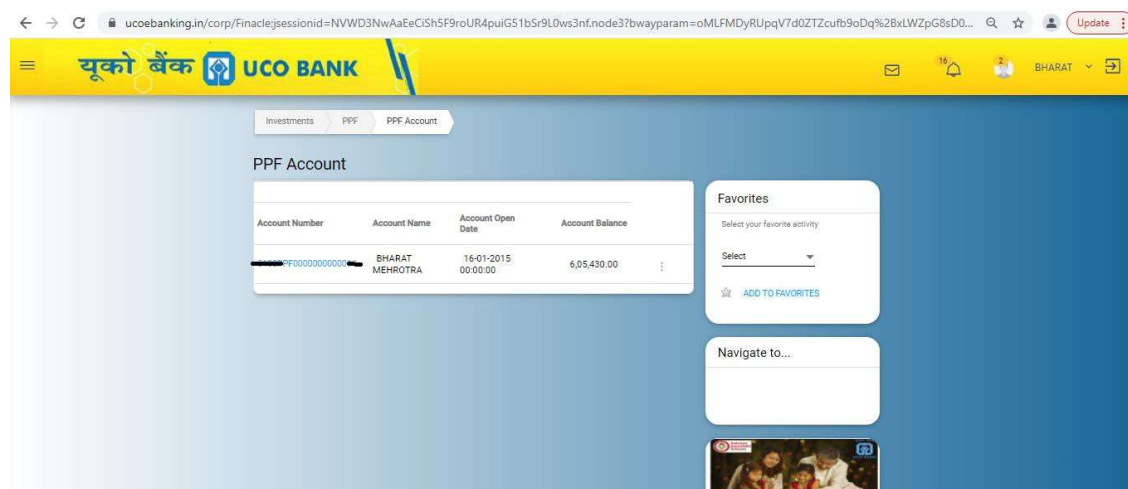 ucoebanking.in/corp/Finacle;jsessionid=NVWD3NwAaEeCiSh5F9roUR4puiG51bSr9L0ws3nf.node3?bwayparam=oMLFMDyRUpqV7d0ZTZcufb9oDq%2BxLWZpG8sD0...
Update
यूको बैंक UCO BANK
16
2
BHARAT
Investments PPF PPF Account
PPF Account
Account Number Account Name Account Open Date Account Balance
BHARAT MEHROTRA 16-01-2015 00:00:00 6,05,430.00
Favorites
Select your favorite activity
Select
ADD TO FAVORITES
Navigate to...
UCO BANK